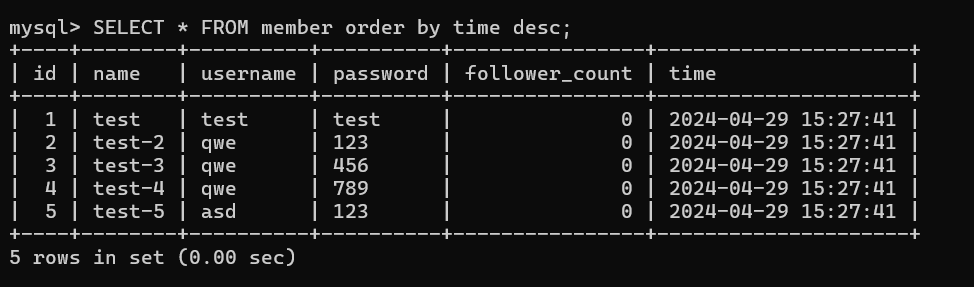 mysql> SELECT * FROM member order by time desc;
+----+--------+----------+----------+----------------+---------------------+
| id | name   | username | password | follower_count | time                |
+----+--------+----------+----------+----------------+---------------------+
|  1 | test   | test     | test     |              0 | 2024-04-29 15:27:41 |
|  2 | test-2 | qwe      | 123      |              0 | 2024-04-29 15:27:41 |
|  3 | test-3 | qwe      | 456      |              0 | 2024-04-29 15:27:41 |
|  4 | test-4 | qwe      | 789      |              0 | 2024-04-29 15:27:41 |
|  5 | test-5 | asd      | 123      |              0 | 2024-04-29 15:27:41 |
+----+--------+----------+----------+----------------+---------------------+
5 rows in set (0.00 sec)